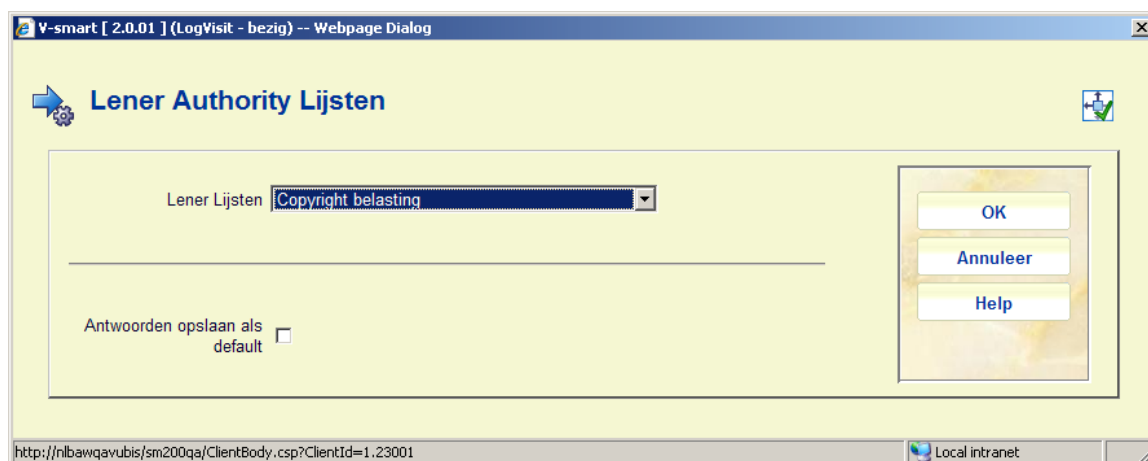 V-smart [ 2.0.01 ] (LogVisit - bezig) -- Webpage Dialog
Lener Authority Lijsten
Lener Lijsten Copyright belasting
OK
Annuleer
Help
Antwoorden opslaan als
default
http://nlbawqavubis/sm200qa/ClientBody.csp?ClientId=1.23001 Local intranet